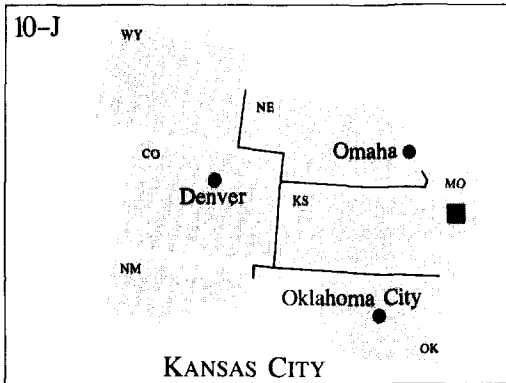 10-J
WY
NE
CO
Omaha
Denver
MO
KS
NM
Oklahoma City
OK
KANSAS CITY